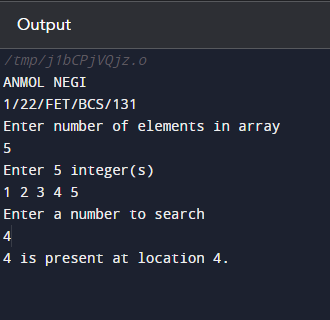 Output
/tmp/j1bCPjVQjz.o
ANMOL NEGI
1/22/FET/BCS/131
Enter number of elements in array
5
Enter 5 integer(s)
1 2 3 4 5
Enter a number to search
4
4 is present at location 4.